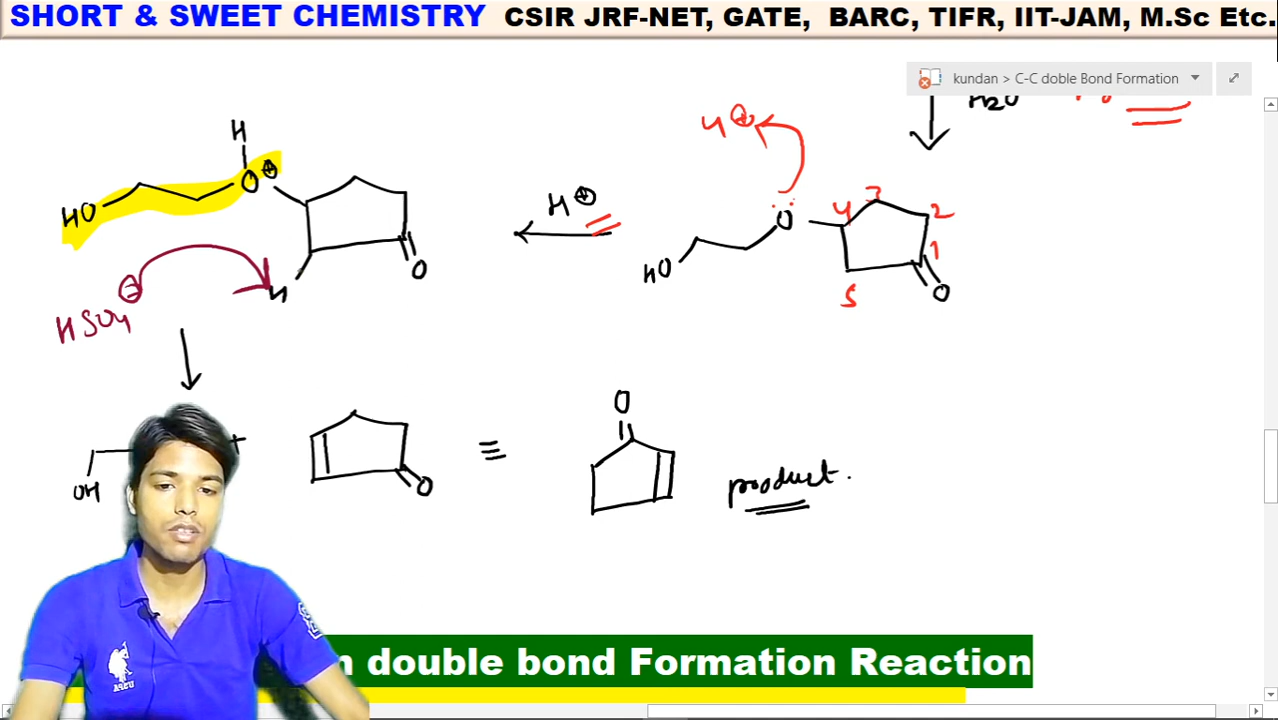 SHORT & SWEET CHEMISTRY CSIR JRF-NET, GATE, BARC, TIFR, IIT-JAM, M.Sc Etc.
kundan > C-C doble Bond Formation
H2O
H
HO O⊕
O
H
HSO4 ⊖
H⊕
H⊕
HO O
4 3 2 1 5
O
OH
+
O
≡
O
product.
double bond Formation Reaction